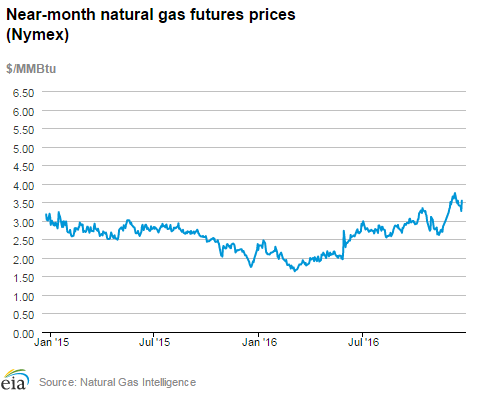 Near-month natural gas futures prices
(Nymex)
$/MMBtu
6.50
6.00
5.50
5.00
4.50
4.00
3.50
3.00
2.50
2.00
1.50
1.00
0.50
0.00
Jan '15 Jul '15 Jan '16 Jul '16
eia Source: Natural Gas Intelligence